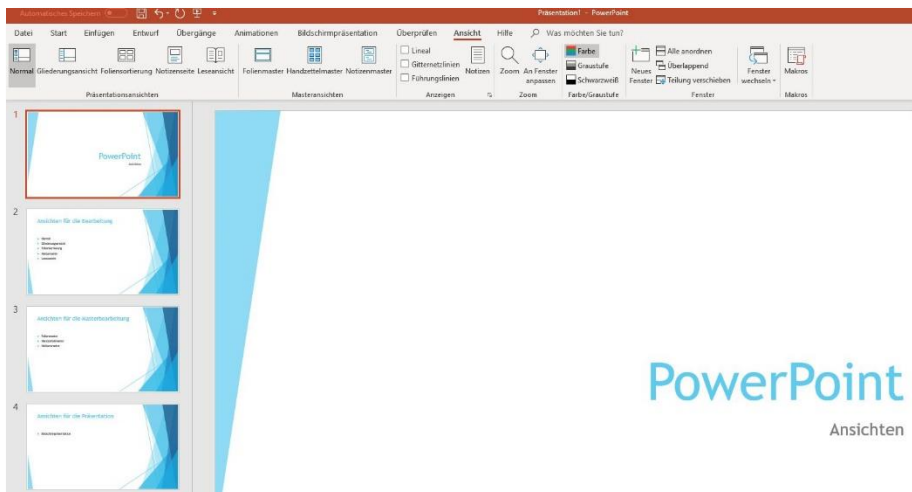 Automatisches Speichern Präsentation1 - PowerPoint
Datei Start Einfügen Entwurf Übergänge Animationen Bildschirmpräsentation Überprüfen Ansicht Hilfe Was möchten Sie tun?
Normal Gliederungsansicht Foliensortierung Notizenseite Leseansicht
Präsentationsansichten
Folienmaster Handzettelmaster Notizenmaster
Masteransichten
Lineal
Gitternetzlinien
Führungslinien
Notizen
Anzeigen
Zoom An Fenster
anpassen
Zoom
Farbe
Graustufe
Schwarzweiß
Farbe/Graustufe
Neues
Fenster
Alle anordnen
Überlappend
Teilung verschieben
Fenster
wechseln
Fenster
Makros
Makros
1
PowerPoint
2
Ansichten für die Bearbeitung
3
Ansichten für die Masterbearbeitung
4
Ansichten für die Präsentation
PowerPoint
Ansichten